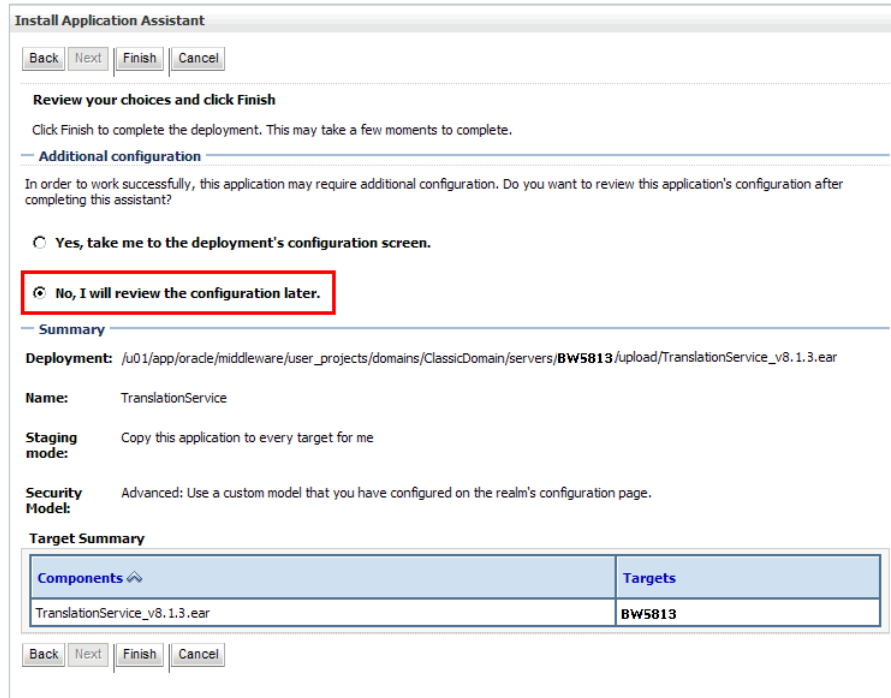 Install Application Assistant
Back Next Finish Cancel
Review your choices and click Finish
Click Finish to complete the deployment. This may take a few moments to complete.
Additional configuration
In order to work successfully, this application may require additional configuration. Do you want to review this application's configuration after
completing this assistant?
Yes, take me to the deployment's configuration screen.
No, I will review the configuration later.
Summary
Deployment: /u01/app/oracle/middleware/user_projects/domains/ClassicDomain/servers/BW5813/upload/TranslationService_v8.1.3.ear
Name: TranslationService
Staging Copy this application to every target for me
mode:
Security Advanced: Use a custom model that you have configured on the realm's configuration page.
Model:
Target Summary
Components Targets
TranslationService_v8.1.3.ear BW5813
Back Next Finish Cancel